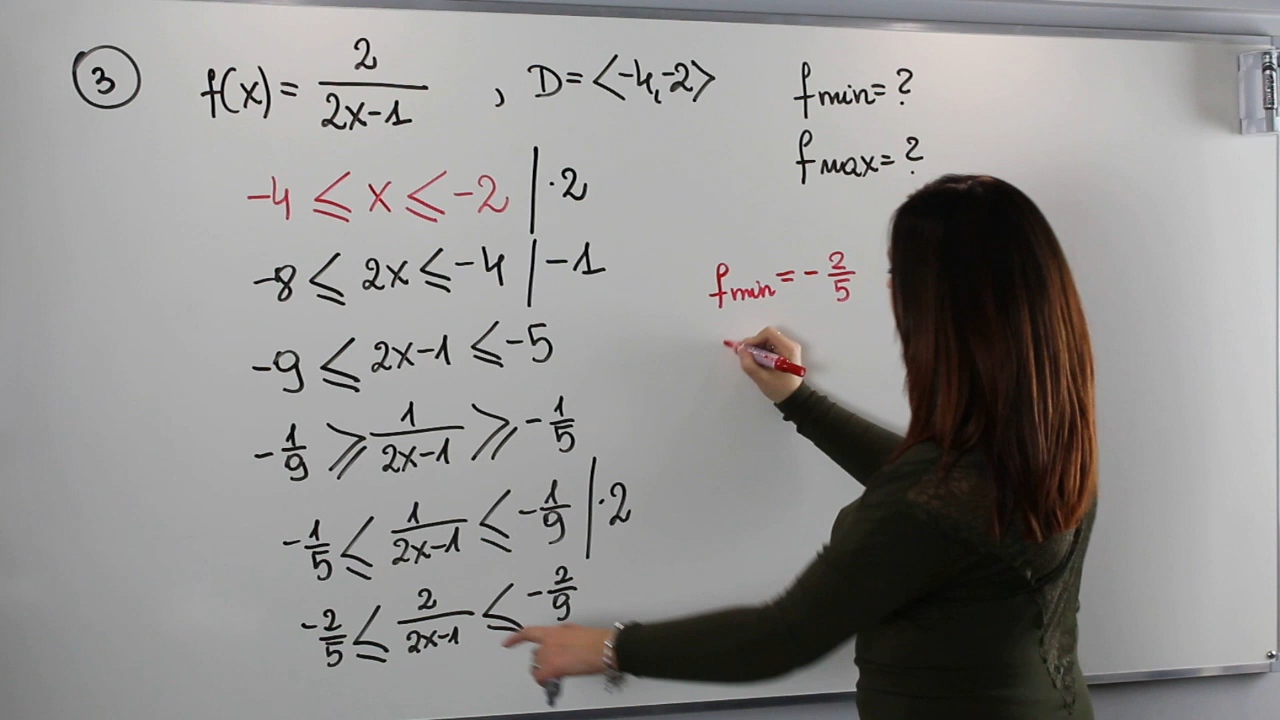 3 f(x) = 2/(2x-1) , D = <-4,-2> fmin = ?
fmax = ?
-4 ≤ x ≤ -2 | ·2
-8 ≤ 2x ≤ -4 | -1
fmin = -2/5
-9 ≤ 2x-1 ≤ -5
-1/9 ≥ 1/(2x-1) ≥ -1/5
-1/5 ≤ 1/(2x-1) ≤ -1/9 | ·2
-2/5 ≤ 2/(2x-1) ≤ -2/9